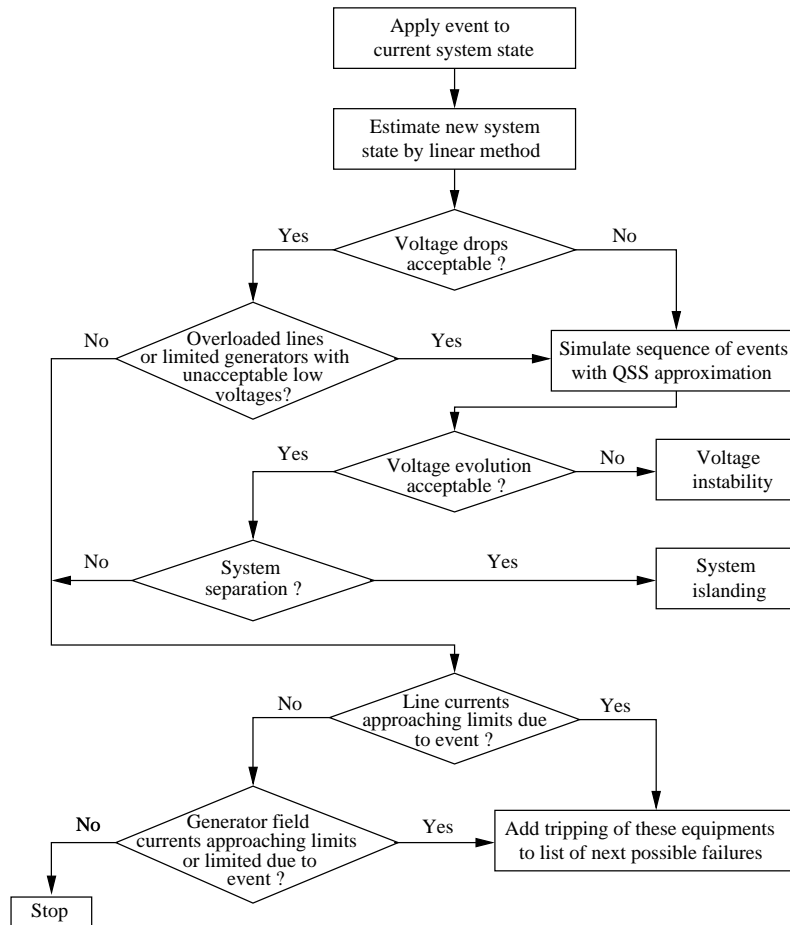 Apply event to
current system state
Estimate new system
state by linear method
Yes
Voltage drops
acceptable ?
No
No
Overloaded lines
or limited generators with
unacceptable low
voltages?
Yes
Simulate sequence of events
with QSS approximation
Yes
Voltage evolution
acceptable ?
No
Voltage
instability
No
System
separation ?
Yes
System
islanding
No
Line currents
approaching limits due
to event ?
Yes
No
Generator field
currents approaching limits
or limited due to
event ?
Yes
Add tripping of these equipments
to list of next possible failures
Stop